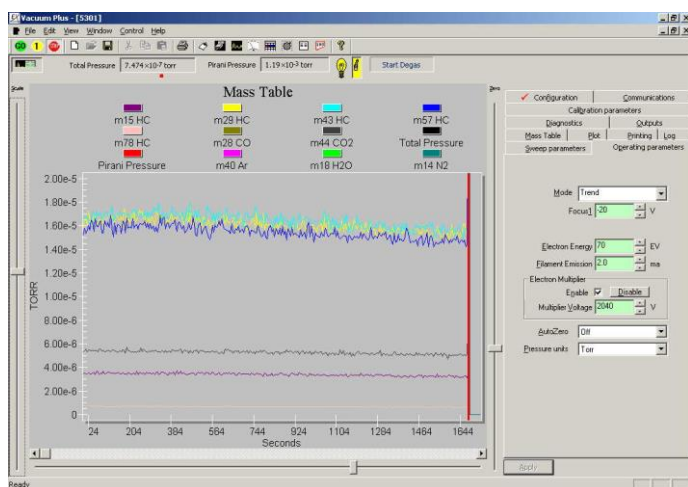 Vacuum Plus - [5301]
File Edit View Window Control Help
GO 1
Total Pressure 7.474 ×10-7 torr Pirani Pressure 1.19 ×10-3 torr Start Degas
Scale
Zero
Mass Table
m15 HC m29 HC m43 HC m57 HC
m78 HC m28 CO m44 CO2 Total Pressure
Pirani Pressure m40 Ar m18 H2O m14 N2
2.00e-5
1.80e-5
1.60e-5
1.40e-5
1.20e-5
1.00e-5
8.00e-6
6.00e-6
4.00e-6
2.00e-6
0
TORR
24 204 384 564 744 924 1104 1284 1464 1644
Seconds
Configuration Communications
Calibration parameters
Diagnostics Outputs
Mass Table Plot Printing Log
Sweep parameters Operating parameters
Mode Trend
Focus1 -20 V
Electron Energy 70 EV
Filament Emission 2.0 ma
Electron Multiplier
Enable Disable
Multiplier Voltage 2040 V
AutoZero Off
Pressure units Torr
Apply
Ready